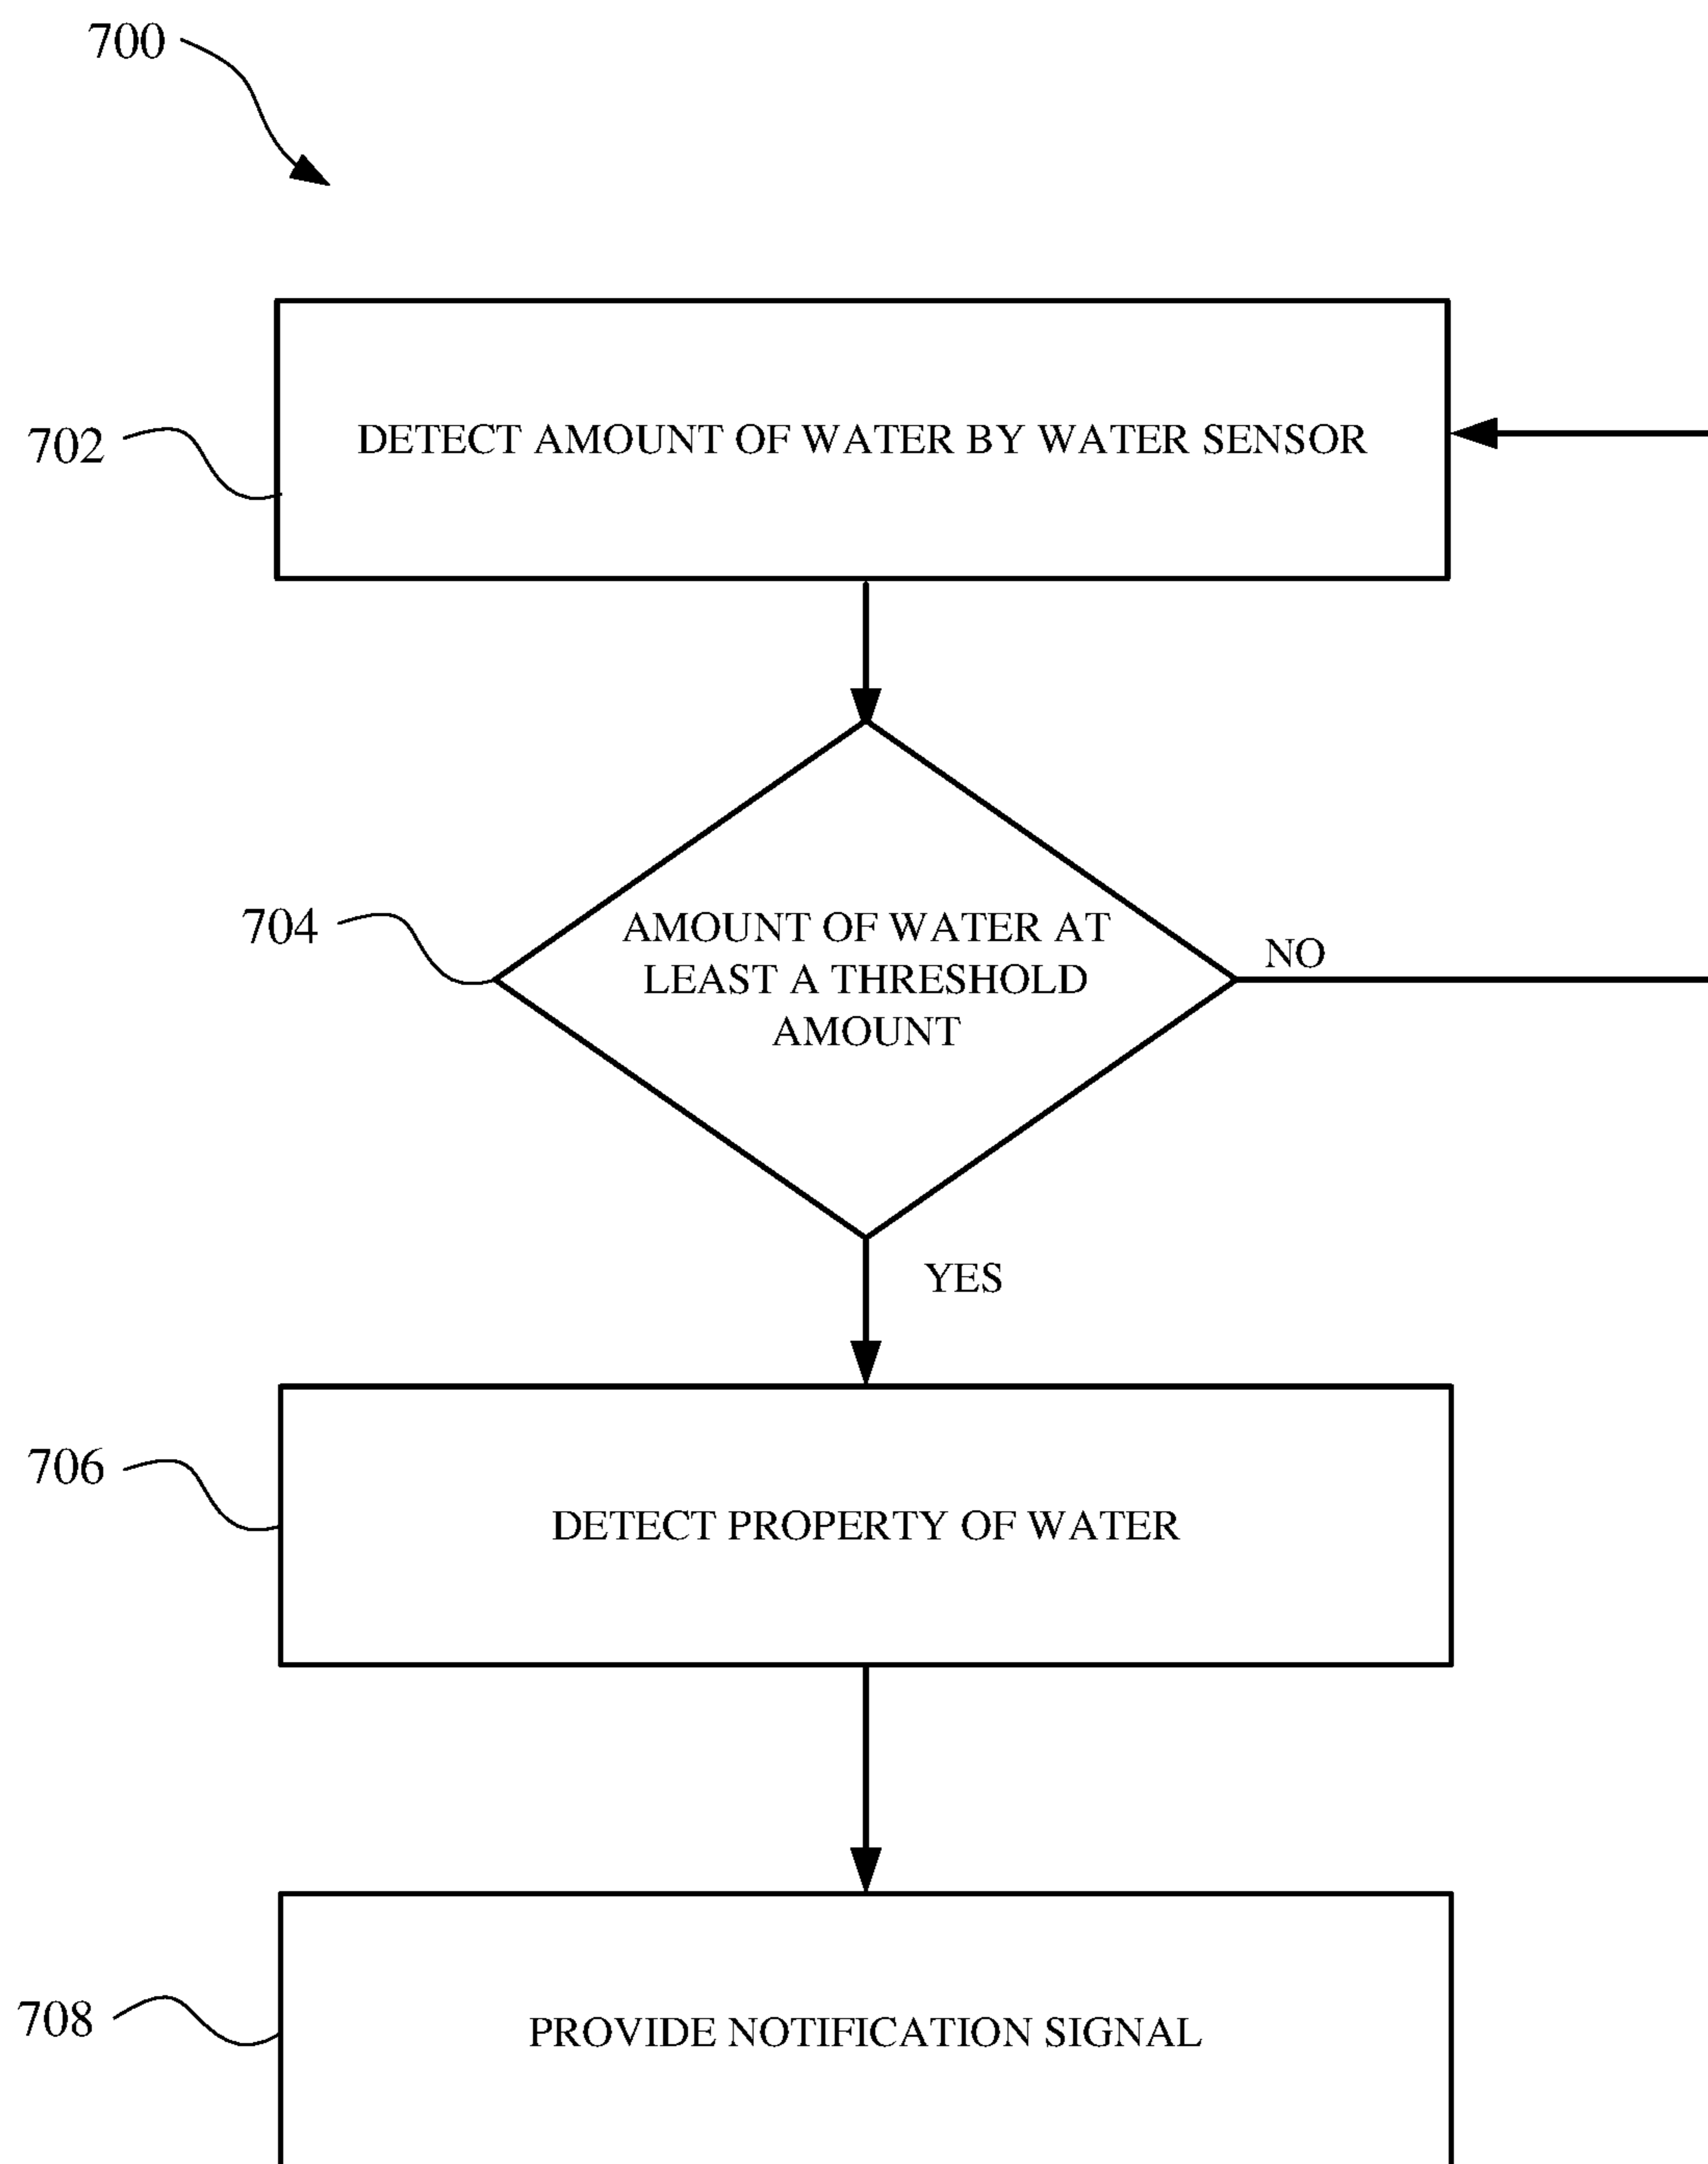 700
702
DETECT AMOUNT OF WATER BY WATER SENSOR
704
AMOUNT OF WATER AT
LEAST A THRESHOLD
AMOUNT
NO
YES
706
DETECT PROPERTY OF WATER
708
PROVIDE NOTIFICATION SIGNAL